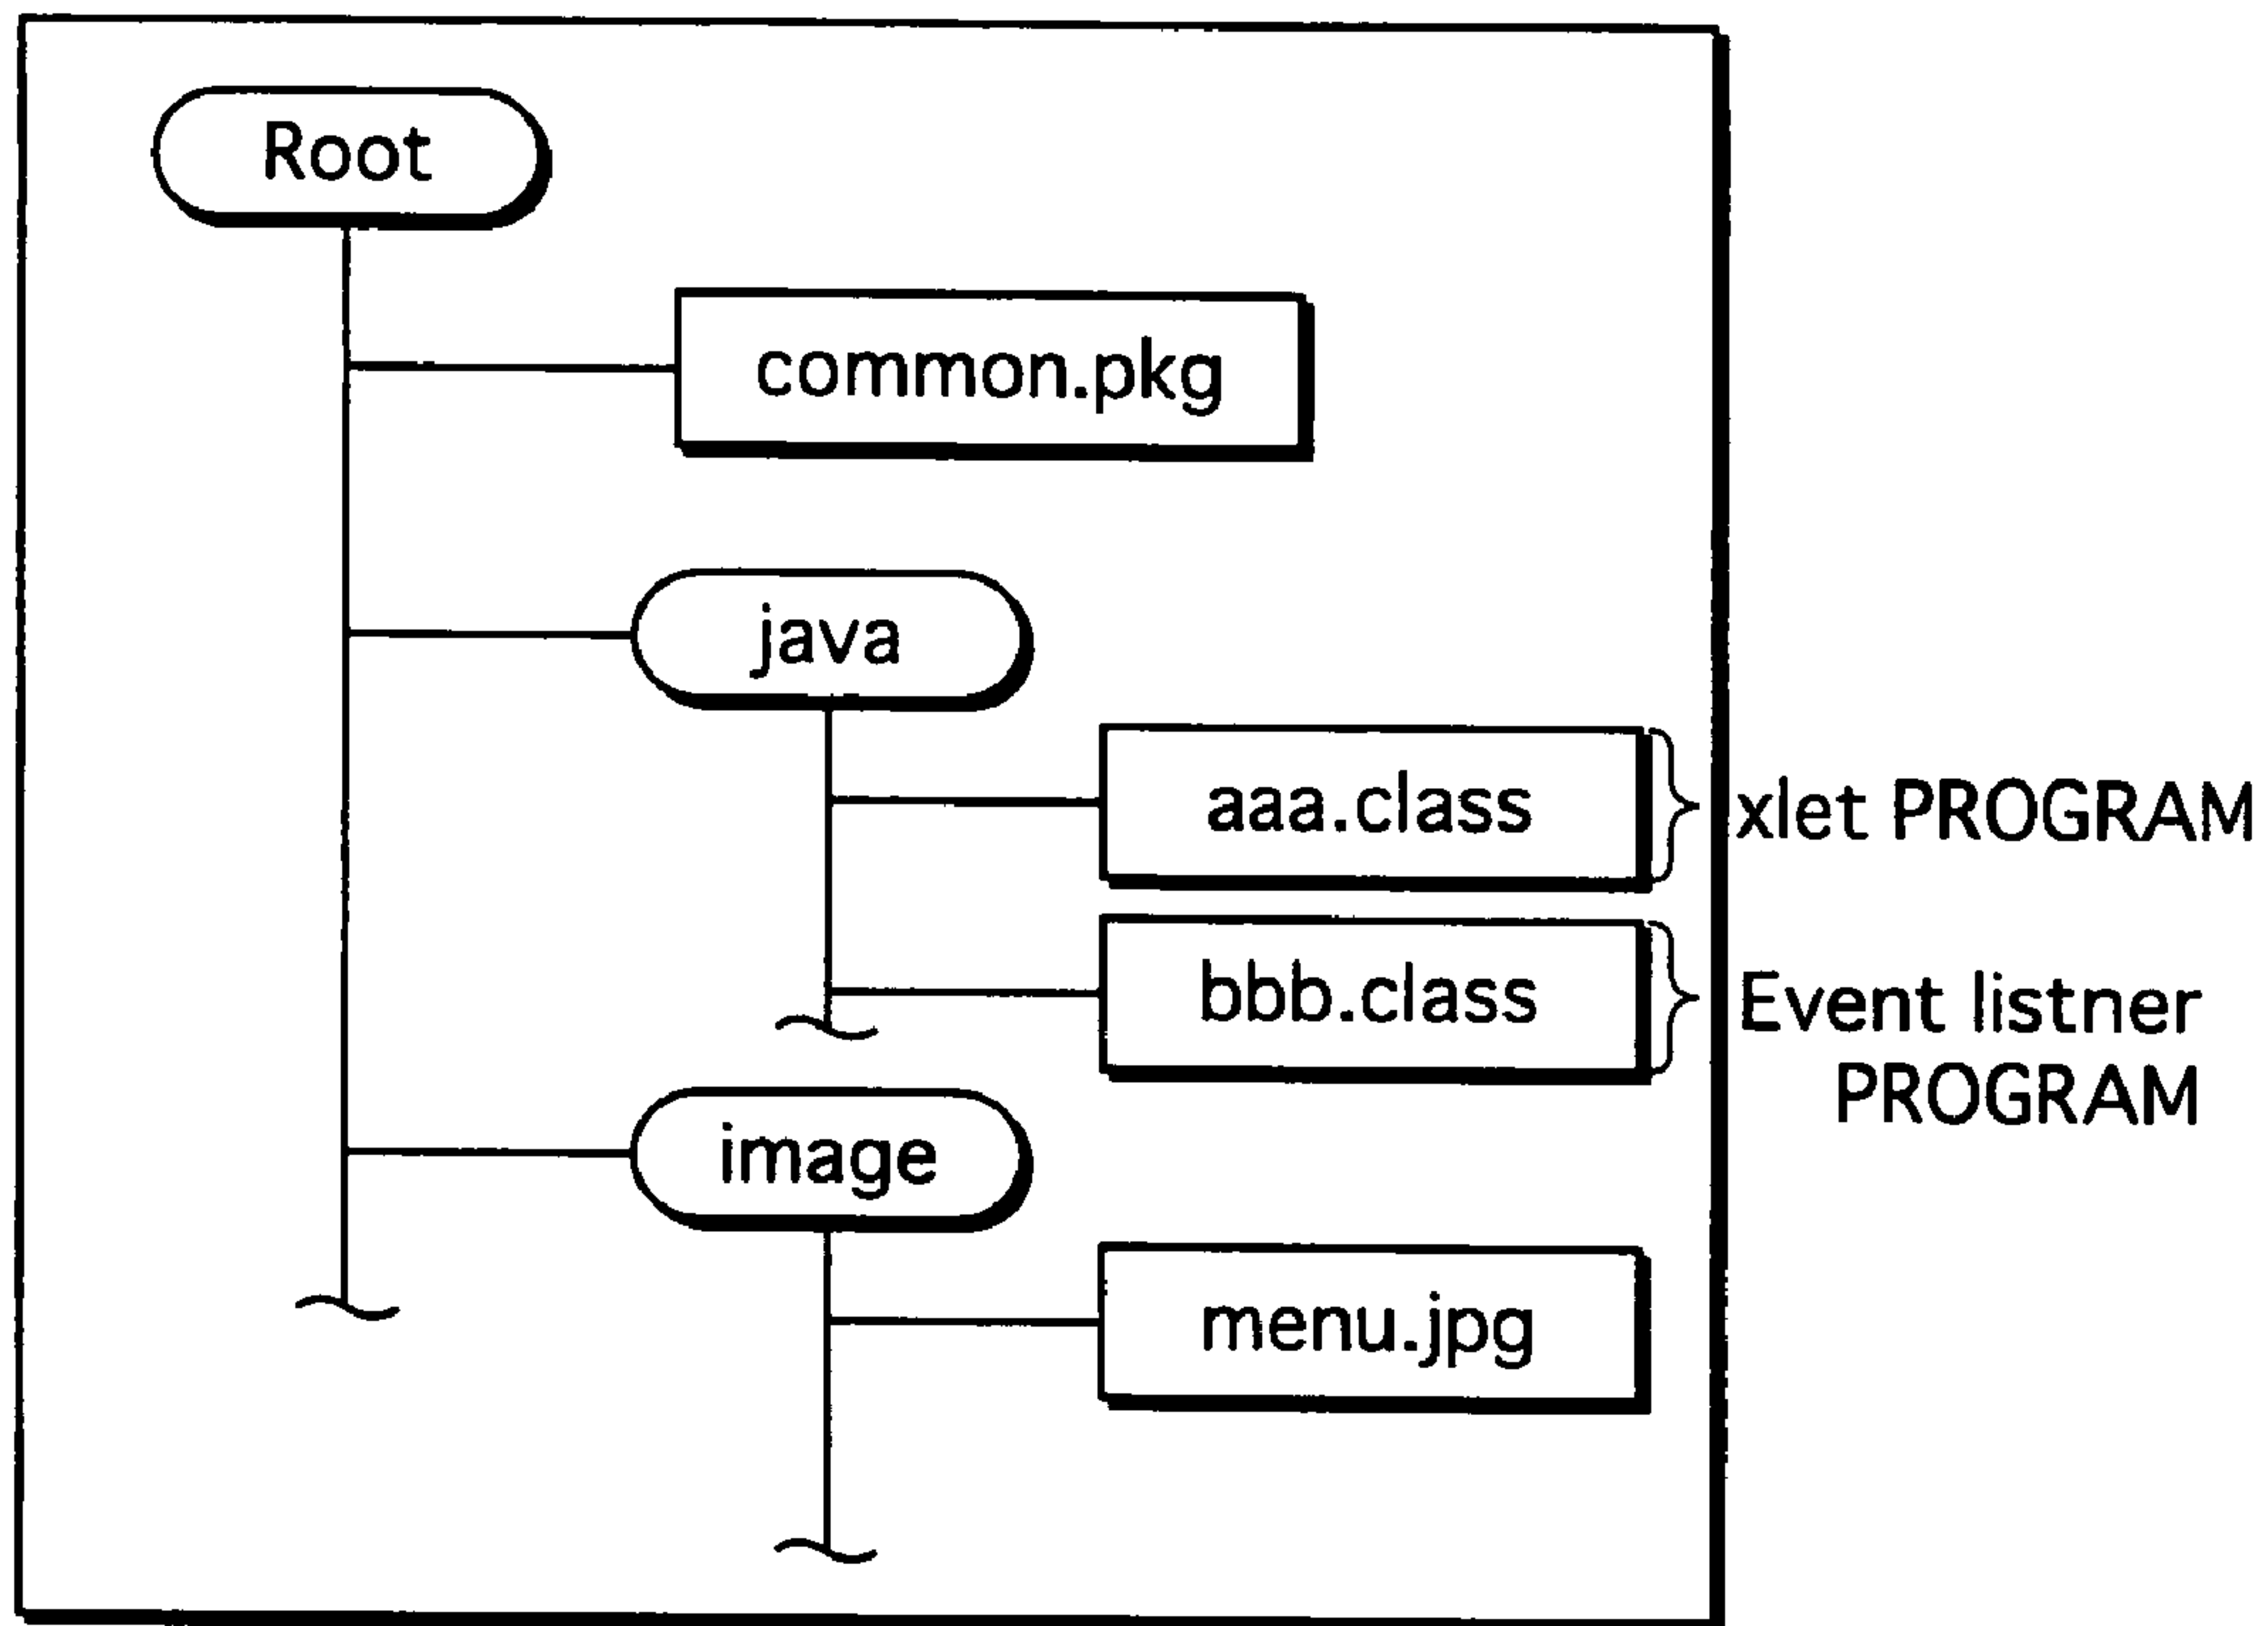 Root
common.pkg
java
aaa.class
xlet PROGRAM
bbb.class
Event listner
PROGRAM
image
menu.jpg